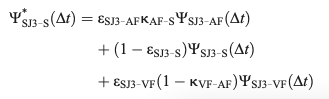 Ψ*SJ3–S(Δt) = εSJ3–AFκAF–SΨSJ3–AF(Δt)
+ (1 − εSJ3–S)ΨSJ3–S(Δt)
+ εSJ3–VF(1 − κVF–AF)ΨSJ3–VF(Δt)